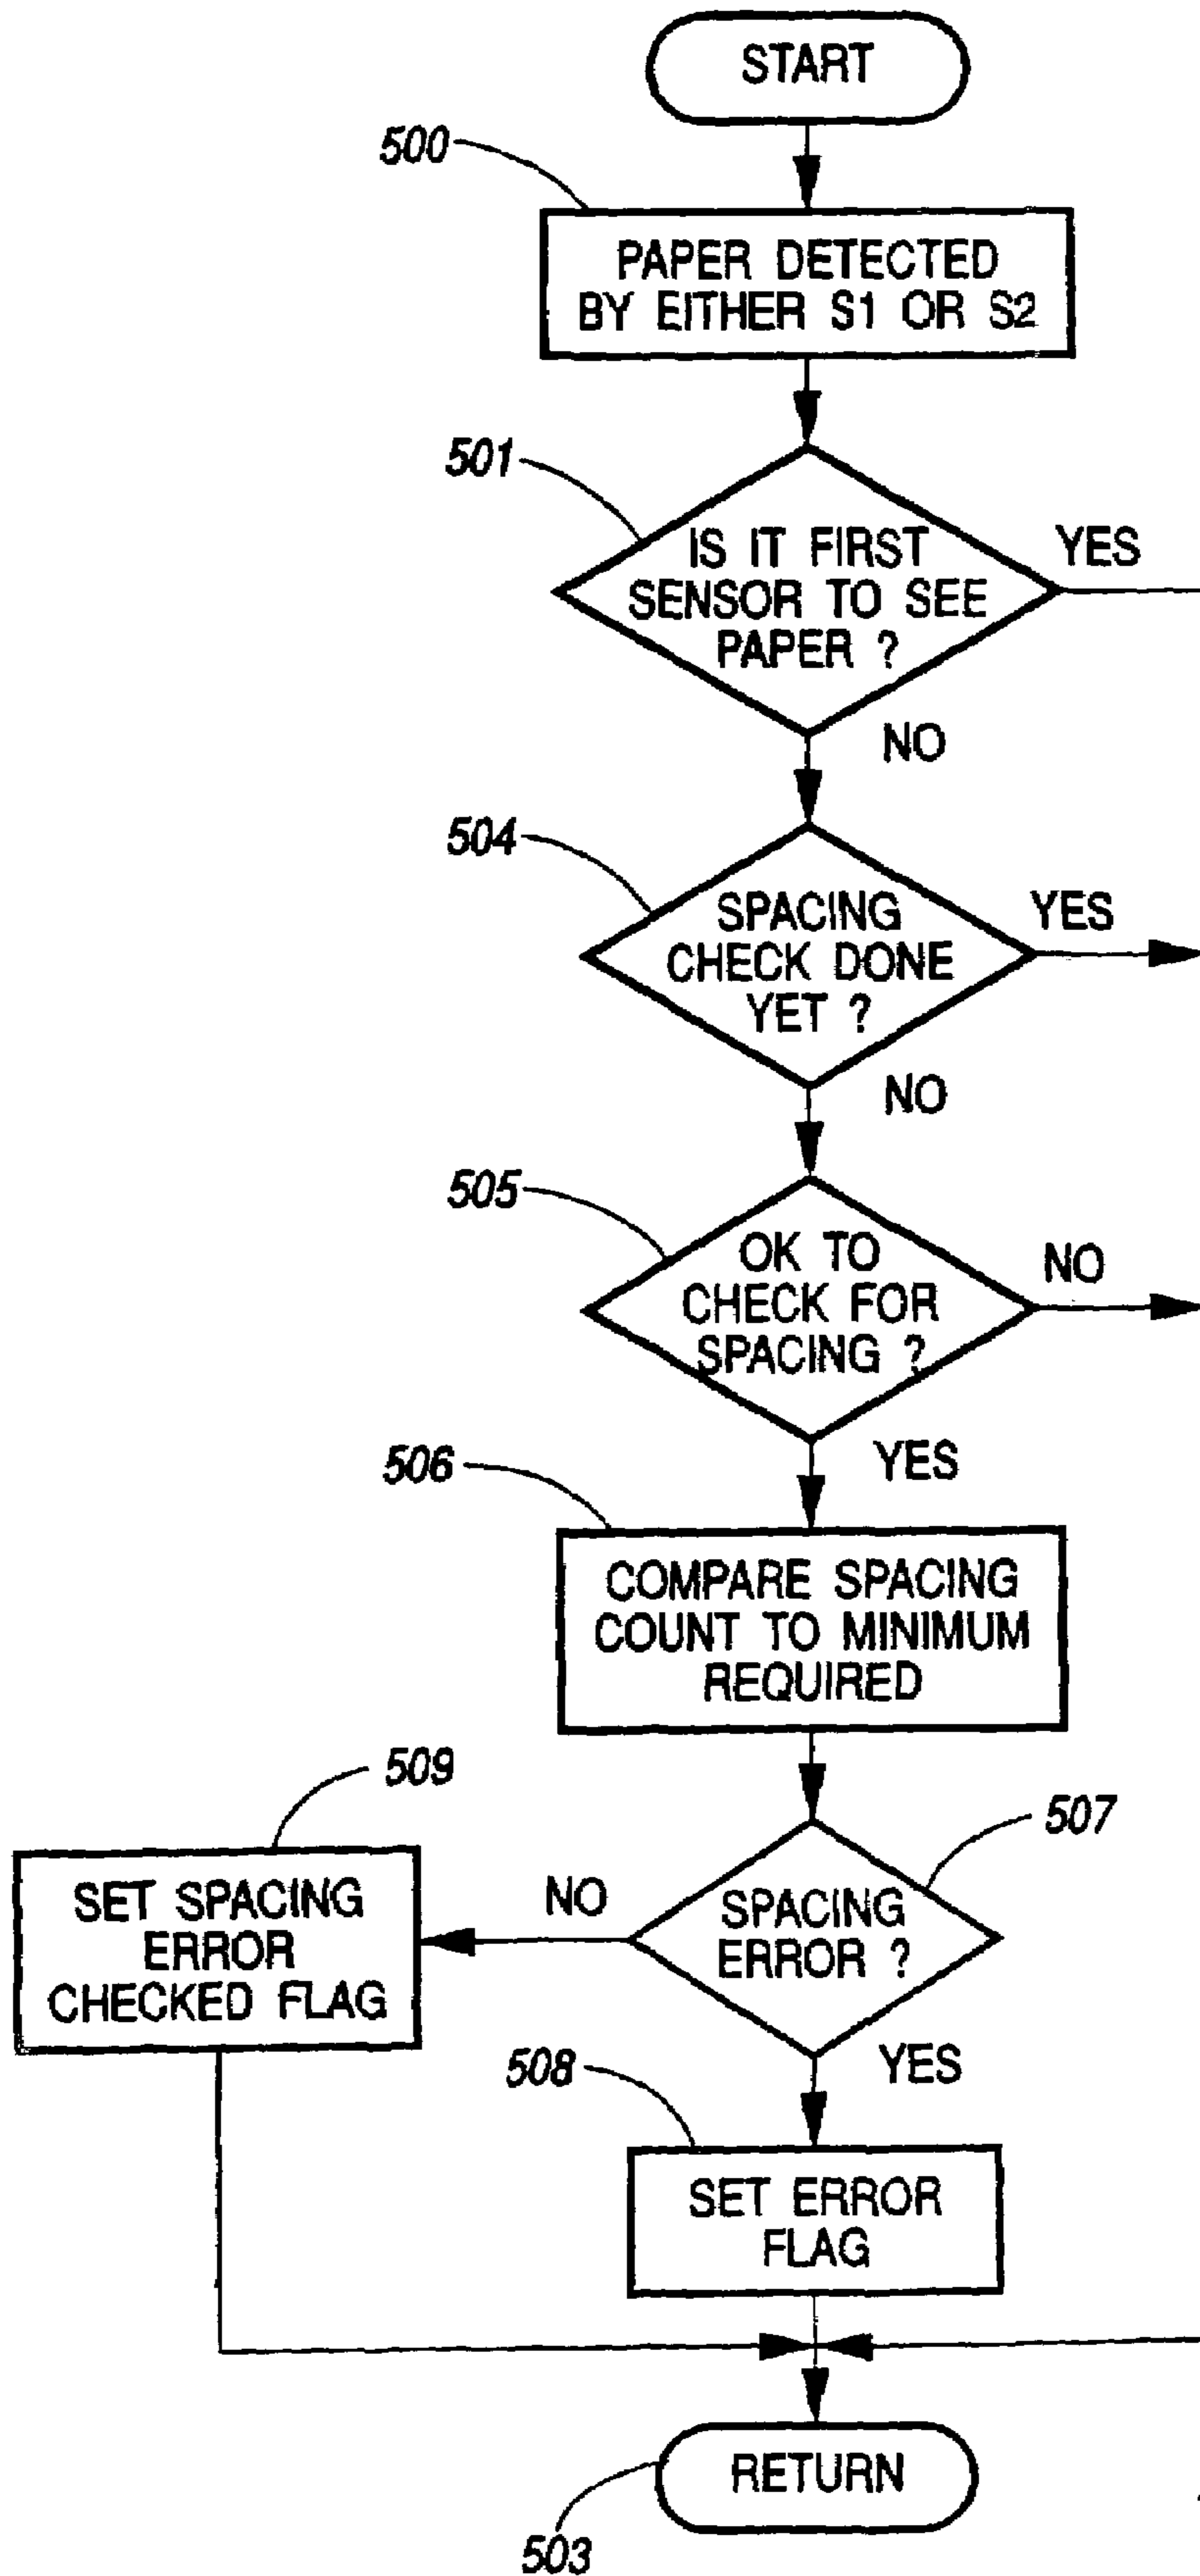 START
500
PAPER DETECTED
BY EITHER S1 OR S2
501
IS IT FIRST
SENSOR TO SEE
PAPER ?
YES
NO
504
SPACING
CHECK DONE
YET ?
YES
NO
505
OK TO
CHECK FOR
SPACING ?
NO
YES
506
COMPARE SPACING
COUNT TO MINIMUM
REQUIRED
509
507
SET SPACING
ERROR
CHECKED FLAG
NO
SPACING
ERROR ?
YES
508
SET ERROR
FLAG
RETURN
503